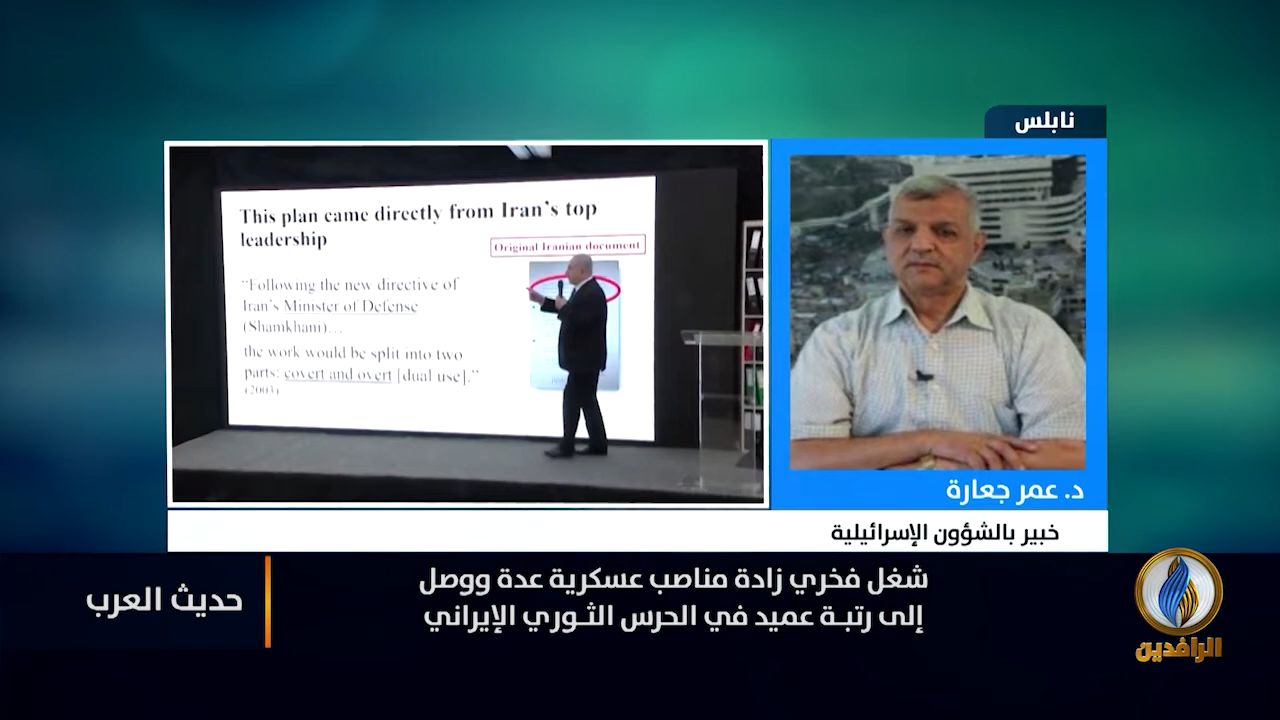 نابلس
This plan came directly from Iran's top
leadership
Original Iranian document
“Following the new directive of
Iran's Minister of Defense
(Shamkhani)…
the work would be split into two
parts: covert and overt [dual use].”
(2003)
د. عمر جعارة
خبير بالشؤون الإسرائيلية
شغل فخري زادة مناصب عسكرية عدة ووصل
إلى رتبة عميد في الحرس الثوري الإيراني
حديث العرب
الرافدين